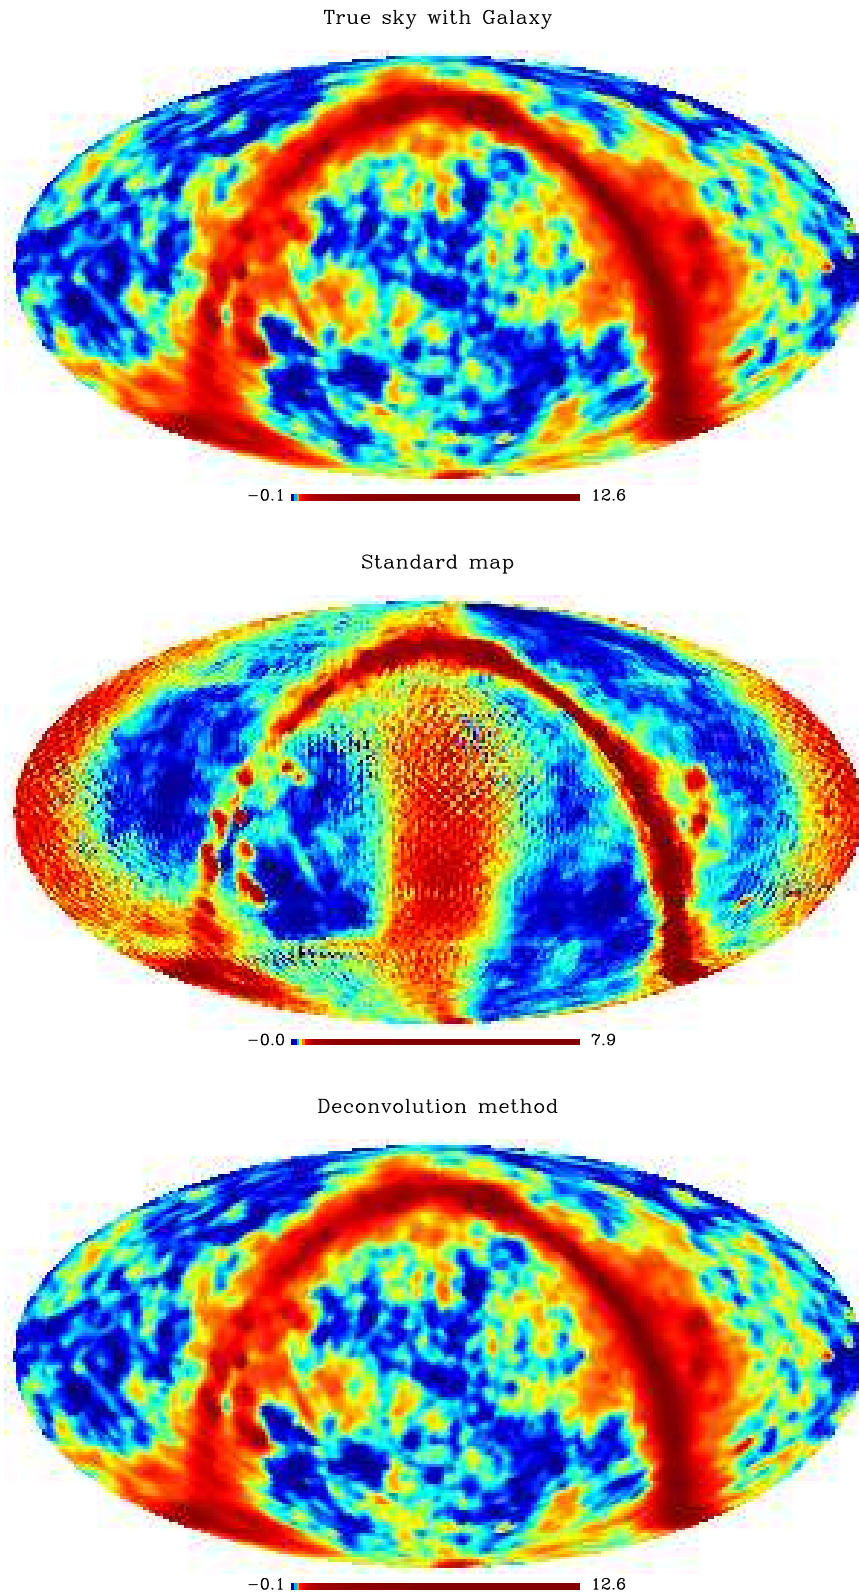 True sky with Galaxy
−0.1 12.6
Standard map
−0.0 7.9
Deconvolution method
−0.1 12.6